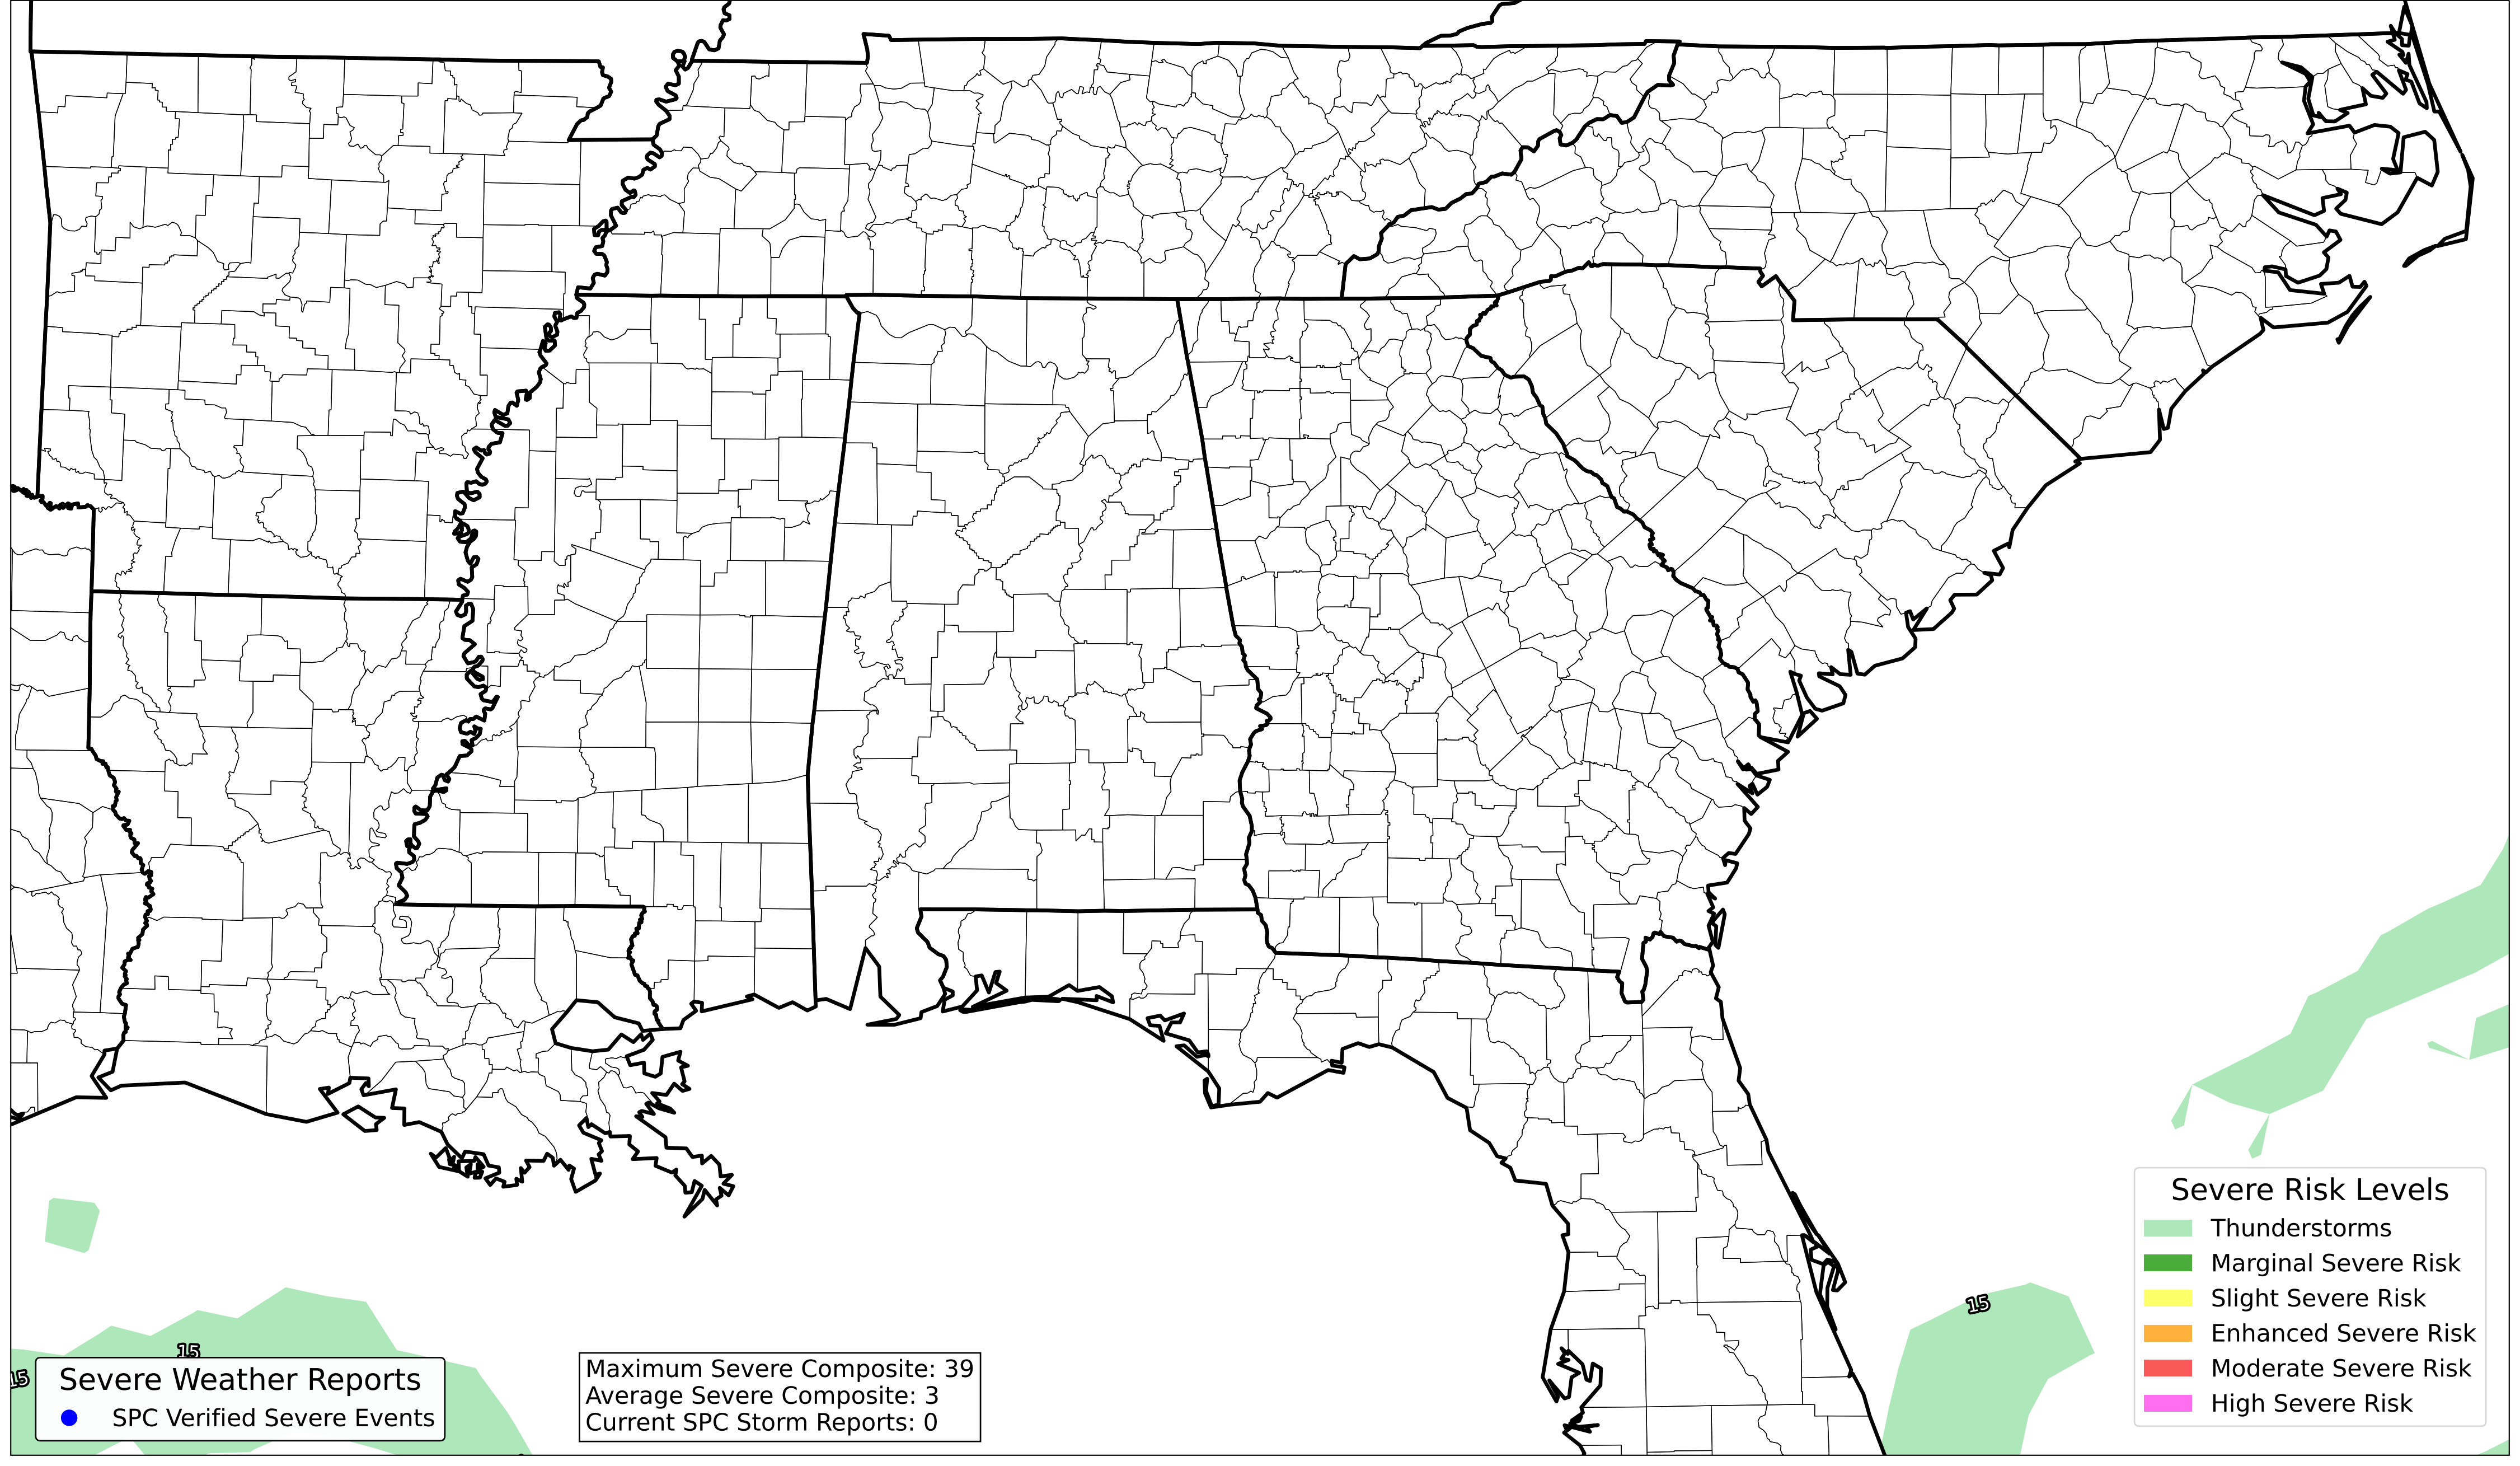 15
Severe Risk Levels
Thunderstorms
Marginal Severe Risk
Slight Severe Risk
Enhanced Severe Risk
Moderate Severe Risk
High Severe Risk
15
15
Severe Weather Reports
SPC Verified Severe Events
Maximum Severe Composite: 39
Average Severe Composite: 3
Current SPC Storm Reports: 0